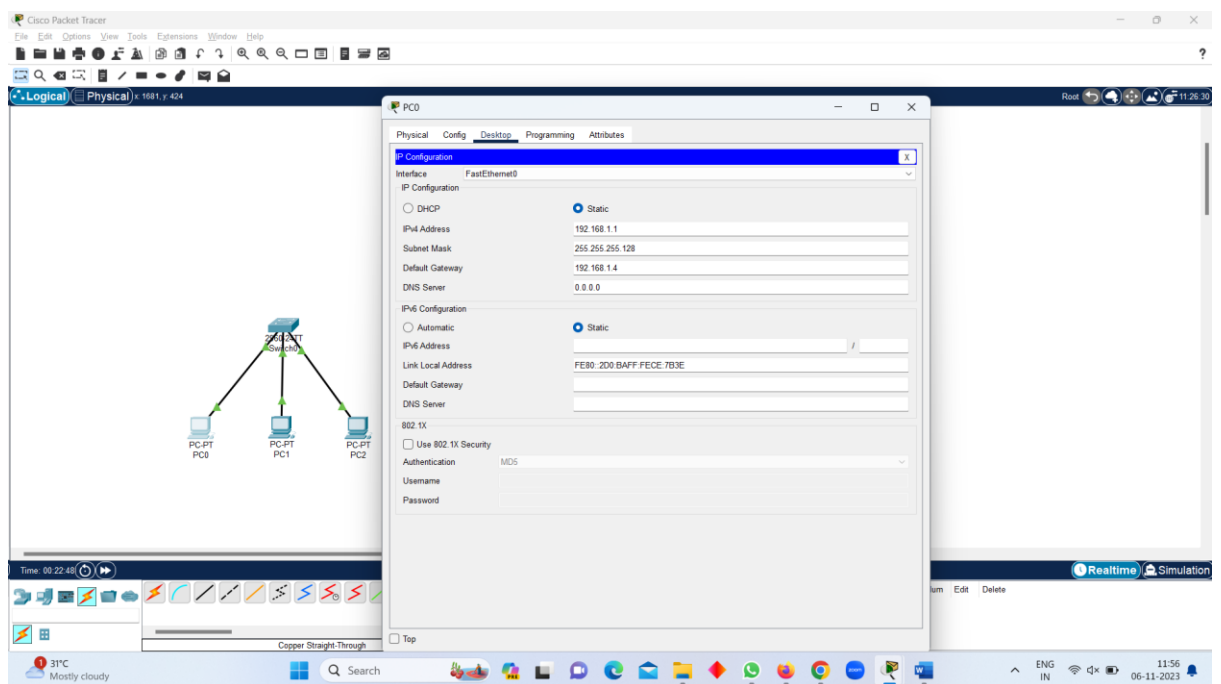 Cisco Packet Tracer
File Edit Options View Tools Extensions Window Help
?
Logical Physical x: 1681, y: 424
Root 11:26:30
PC0
Physical Config Desktop Programming Attributes
IP Configuration X
Interface FastEthernet0
IP Configuration
DHCP Static
IPv4 Address 192.168.1.1
Subnet Mask 255.255.255.128
Default Gateway 192.168.1.4
DNS Server 0.0.0.0
IPv6 Configuration
Automatic Static
IPv6 Address /
Link Local Address FE80::2D0:BAFF:FECE:7B3E
Default Gateway
DNS Server
802.1X
Use 802.1X Security
Authentication MD5
Username
Password
Top
2960-24TT
Switch0
PC-PT PC-PT PC-PT
PC0 PC1 PC2
Time: 00:22:48
Realtime Simulation
Edit Delete
Copper Straight-Through
1 31°C
Mostly cloudy
Search
ENG
IN
11:56
06-11-2023